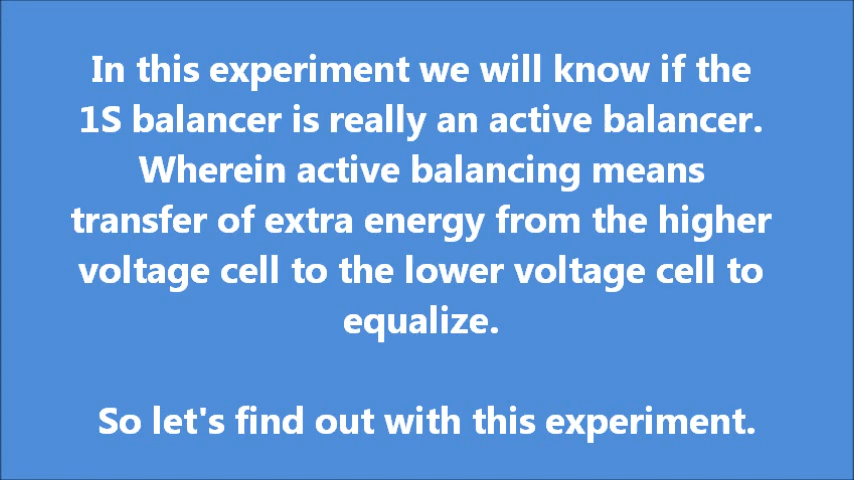 In this experiment we will know if the
1S balancer is really an active balancer.
Wherein active balancing means
transfer of extra energy from the higher
voltage cell to the lower voltage cell to
equalize.
So let's find out with this experiment.